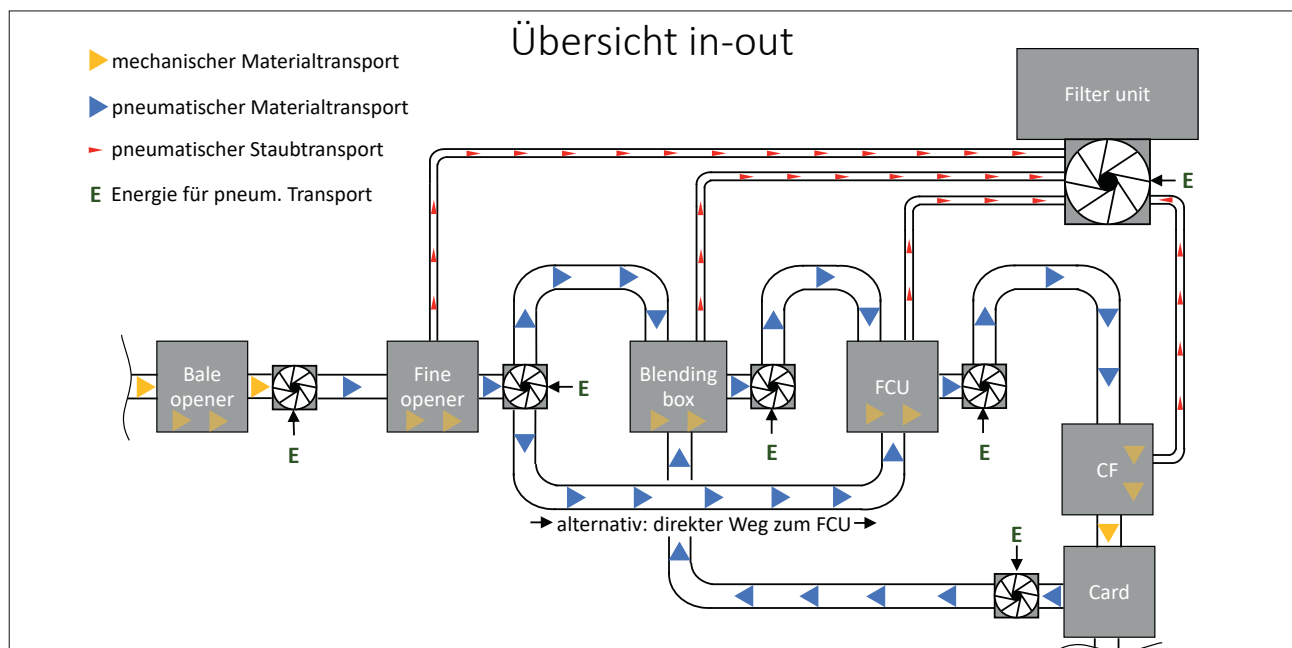 Übersicht in-out
mechanischer Materialtransport
pneumatischer Materialtransport
pneumatischer Staubtransport
E Energie für pneum. Transport
Filter unit
E
Bale
opener
Fine
opener
E
Blending
box
FCU
E
E
E
CF
alternativ: direkter Weg zum FCU
E
Card